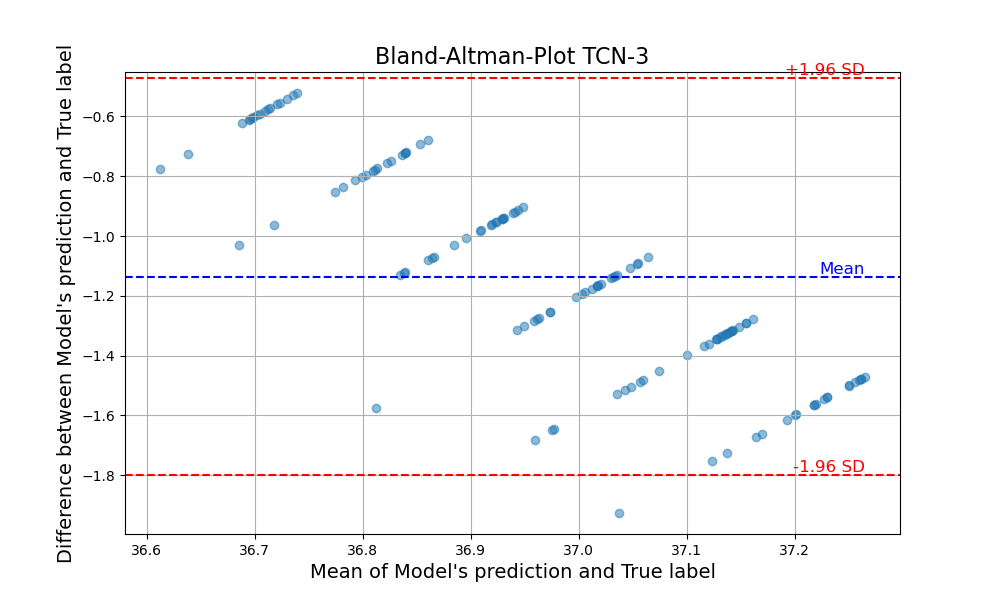 Bland-Altman-Plot TCN-3
Difference between Model's prediction and True label
+1.96 SD
Mean
-1.96 SD
−0.6
−0.8
−1.0
−1.2
−1.4
−1.6
−1.8
36.6 36.7 36.8 36.9 37.0 37.1 37.2
Mean of Model's prediction and True label